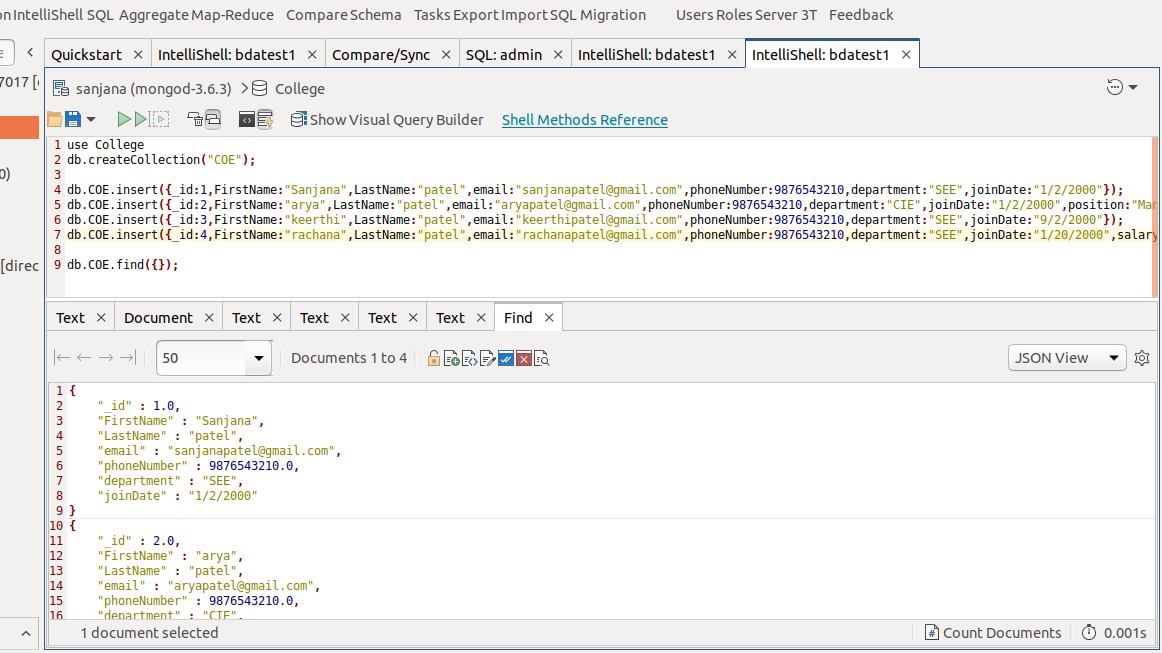 on IntelliShell SQL Aggregate Map-Reduce Compare Schema Tasks Export Import SQL Migration Users Roles Server 3T Feedback
Quickstart × IntelliShell: bdatest1 × Compare/Sync × SQL: admin × IntelliShell: bdatest1 × IntelliShell: bdatest1 ×
7017 [
sanjana (mongod-3.6.3) > College
Show Visual Query Builder Shell Methods Reference
1 use College
2 db.createCollection("COE");
3
0)
4 db.COE.insert({_id:1,FirstName:"Sanjana",LastName:"patel",email:"sanjanapatel@gmail.com",phoneNumber:9876543210,department:"SEE",joinDate:"1/2/2000"});
5 db.COE.insert({_id:2,FirstName:"arya",LastName:"patel",email:"aryapatel@gmail.com",phoneNumber:9876543210,department:"CIE",joinDate:"1/2/2000",position:"Man
6 db.COE.insert({_id:3,FirstName:"keerthi",LastName:"patel",email:"keerthipatel@gmail.com",phoneNumber:9876543210,department:"SEE",joinDate:"9/2/2000"});
7 db.COE.insert({_id:4,FirstName:"rachana",LastName:"patel",email:"rachanapatel@gmail.com",phoneNumber:9876543210,department:"SEE",joinDate:"1/20/2000",salary
8
[direc
9 db.COE.find({});
Text × Document × Text × Text × Text × Text × Find ×
50 Documents 1 to 4 JSON View
1 {
2 "_id" : 1.0,
3 "FirstName" : "Sanjana",
4 "LastName" : "patel",
5 "email" : "sanjanapatel@gmail.com",
6 "phoneNumber" : 9876543210.0,
7 "department" : "SEE",
8 "joinDate" : "1/2/2000"
9 }
10 {
11 "_id" : 2.0,
12 "FirstName" : "arya",
13 "LastName" : "patel",
14 "email" : "aryapatel@gmail.com",
15 "phoneNumber" : 9876543210.0,
16 "department" : "CIE",
1 document selected Count Documents 0.001s